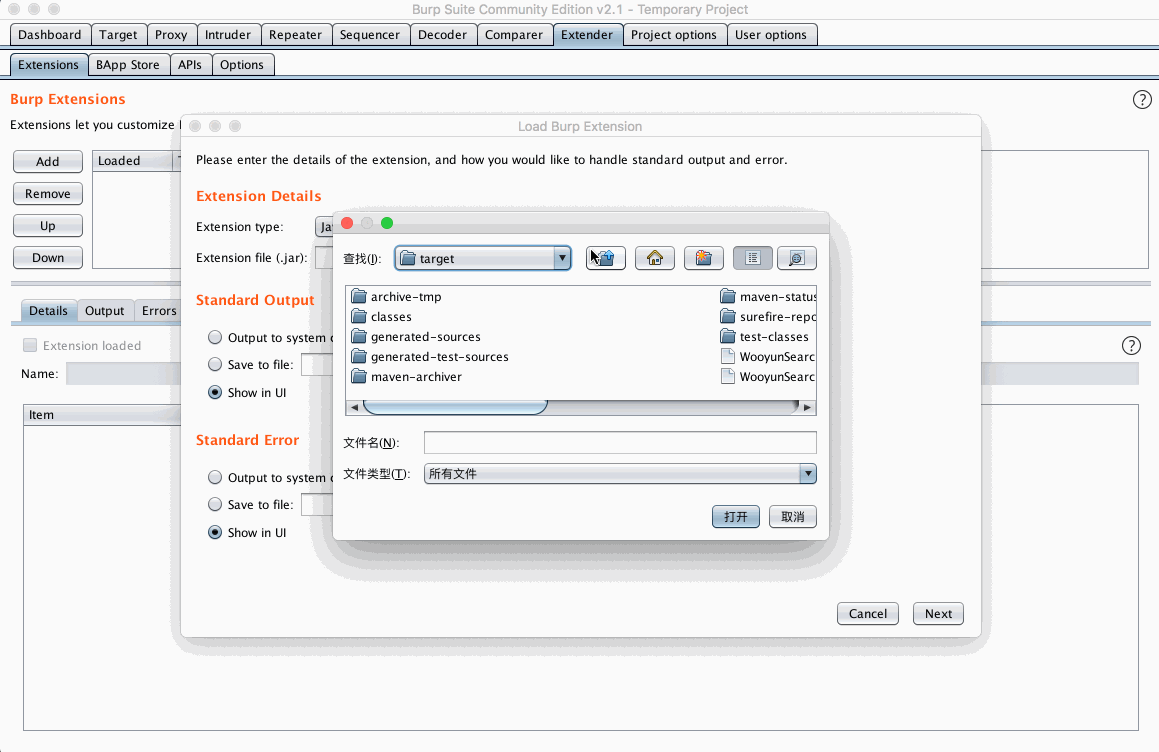 Burp Suite Community Edition v2.1 - Temporary Project
Dashboard Target Proxy Intruder Repeater Sequencer Decoder Comparer Extender Project options User options
Extensions BApp Store APIs Options
Burp Extensions
?
Extensions let you customize
Load Burp Extension
Please enter the details of the extension, and how you would like to handle standard output and error.
Add
Loaded
Remove
Up
Down
Extension Details
Extension type:
Ja
Extension file (.jar):
查找(I):
target
archive-tmp
classes
generated-sources
generated-test-sources
maven-archiver
maven-status
surefire-repo
test-classes
WooyunSearc
WooyunSearc
文件名(N):
文件类型(T):
所有文件
打开
取消
Standard Output
Output to system
Save to file:
Show in UI
Standard Error
Output to system
Save to file:
Show in UI
Cancel
Next
Details Output Errors
Extension loaded
?
Name:
Item